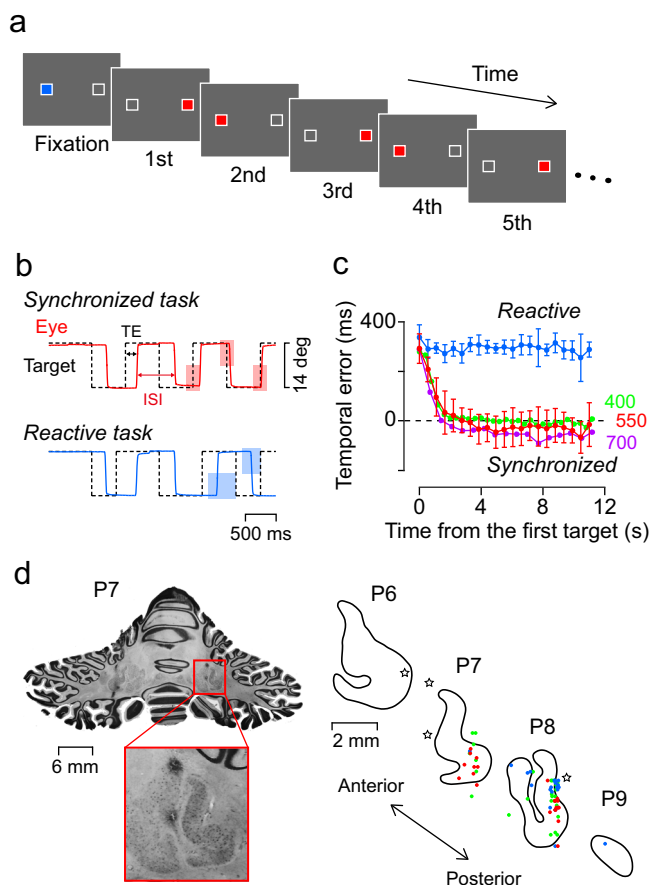 a
Time
Fixation
1st
2nd
3rd
4th
5th
b
Synchronized task
Eye
TE
Target
ISI
14 deg
Reactive task
500 ms
c
400
0
Temporal error (ms)
Reactive
400
550
700
Synchronized
0 4 8 12
Time from the first target (s)
d
P7
6 mm
P6
P7
P8
P9
2 mm
Anterior
Posterior